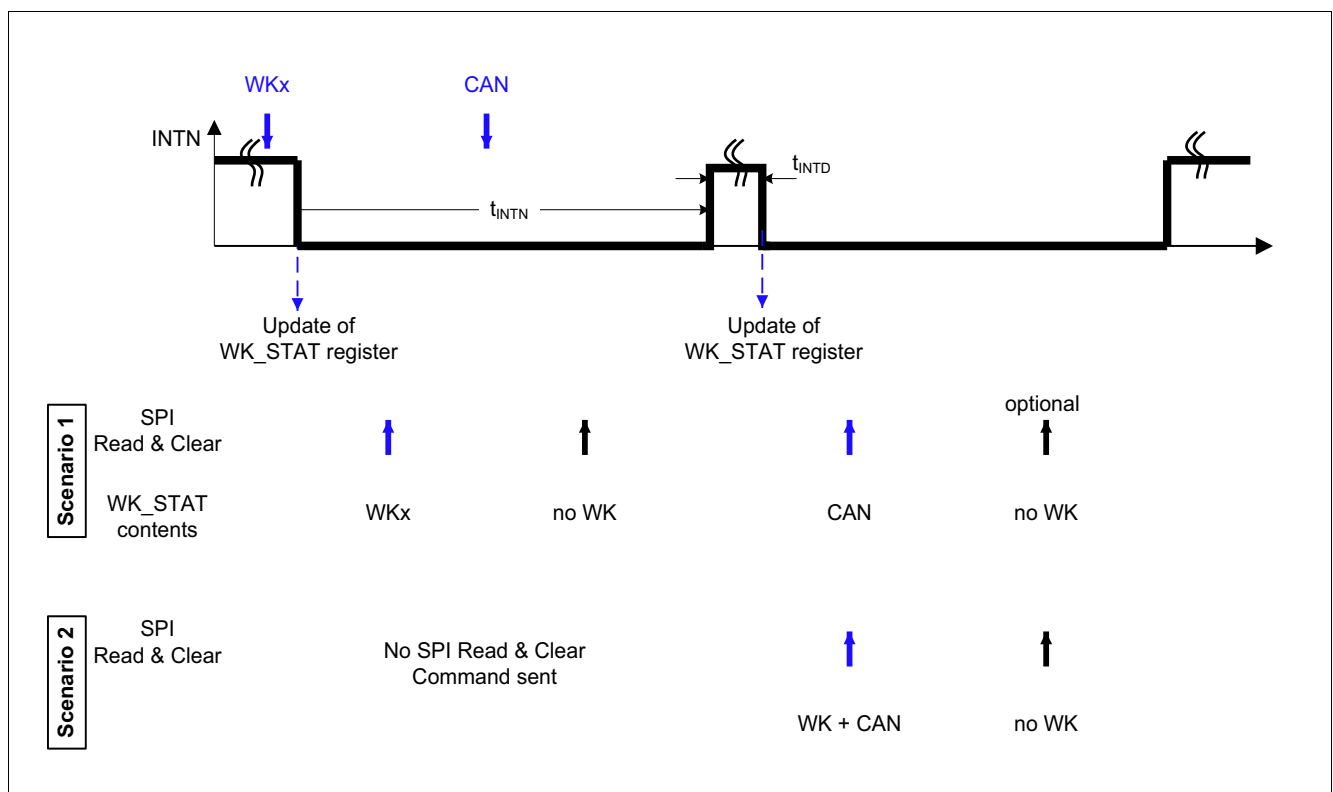 WKx
CAN
INTN
tINTD
tINTN
Update of
WK_STAT register
Update of
WK_STAT register
Scenario 1
SPI
Read & Clear
optional
WK_STAT
contents
WKx
no WK
CAN
no WK
Scenario 2
SPI
Read & Clear
No SPI Read & Clear
Command sent
WK + CAN
no WK